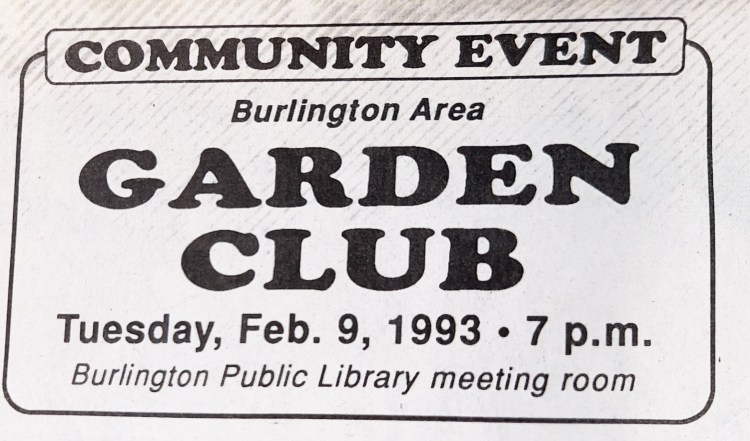 COMMUNITY EVENT
Burlington Area
GARDEN
CLUB
Tuesday, Feb. 9, 1993 • 7 p.m.
Burlington Public Library meeting room